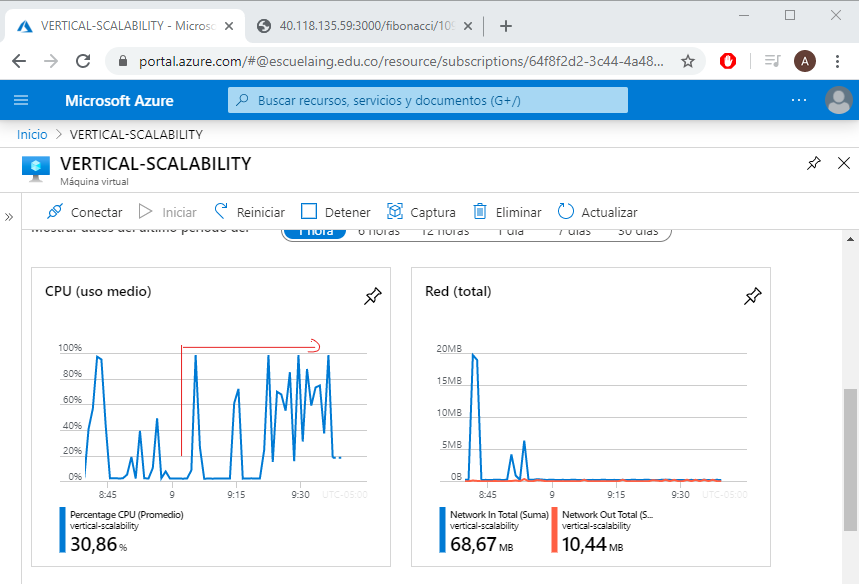 VERTICAL-SCALABILITY - Microso
40.118.135.59:3000/fibonacci/109
portal.azure.com/#@escuelaing.edu.co/resource/subscriptions/64f8f2d2-3c44-4a48...
A
Microsoft Azure
Buscar recursos, servicios y documentos (G+/)
Inicio > VERTICAL-SCALABILITY
VERTICAL-SCALABILITY
Máquina virtual
Conectar Iniciar Reiniciar Detener Captura Eliminar Actualizar
Mostrar datos del último período de: 1 hora 6 horas 12 horas 1 día 7 días 30 días
CPU (uso medio)
100%
80%
60%
40%
20%
0%
8:45 9 9:15 9:30 UTC-05:00
Percentage CPU (Promedio)
vertical-scalability
30,86 %
Red (total)
20MB
15MB
10MB
5MB
0B
8:45 9 9:15 9:30 UTC-05:00
Network In Total (Suma)
vertical-scalability
68,67 MB
Network Out Total (S...
vertical-scalability
10,44 MB